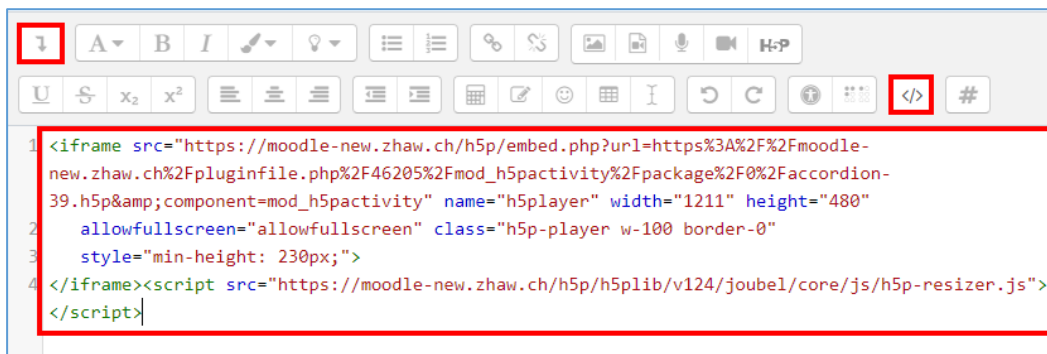 A B I H-P
U S x₂ x² </> #
1 <iframe src="https://moodle-new.zhaw.ch/h5p/embed.php?url=https%3A%2F%2Fmoodle-
new.zhaw.ch%2Fpluginfile.php%2F46205%2Fmod_h5pactivity%2Fpackage%2F0%2Faccordion-
39.h5p&amp;component=mod_h5pactivity" name="h5player" width="1211" height="480"
2 allowfullscreen="allowfullscreen" class="h5p-player w-100 border-0"
3 style="min-height: 230px;">
4 </iframe><script src="https://moodle-new.zhaw.ch/h5p/h5plib/v124/joubel/core/js/h5p-resizer.js">
</script>